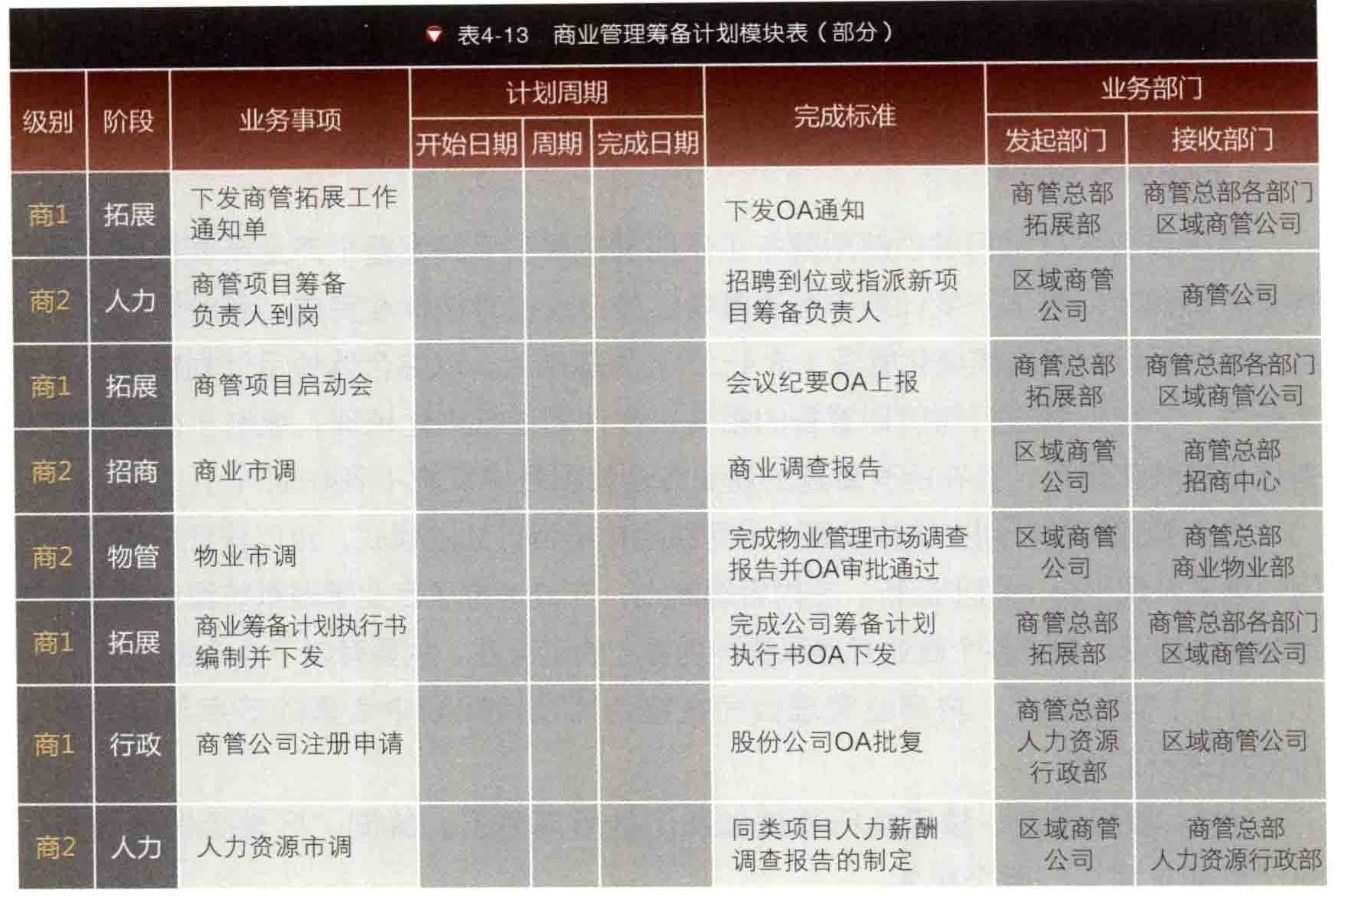 表4-13 商业管理筹备计划模块表（部分）
级别 阶段 业务事项 计划周期 完成标准 业务部门
开始日期 周期 完成日期 发起部门 接收部门
商1 拓展 下发商管拓展工作
通知单 下发OA通知 商管总部
拓展部 商管总部各部门
区域商管公司
商2 人力 商管项目筹备
负责人到岗 招聘到位或指派新项
目筹备负责人 区域商管
公司 商管公司
商1 拓展 商管项目启动会 会议纪要OA上报 商管总部
拓展部 商管总部各部门
区域商管公司
商2 招商 商业市调 商业调查报告 区域商管
公司 商管总部
招商中心
商2 物管 物业市调 完成物业管理市场调查
报告并OA审批通过 区域商管
公司 商管总部
商业物业部
商1 拓展 商业筹备计划执行书
编制并下发 完成公司筹备计划
执行书OA下发 商管总部
拓展部 商管总部各部门
区域商管公司
商1 行政 商管公司注册申请 股份公司OA批复 商管总部
人力资源
行政部 区域商管公司
商2 人力 人力资源市调 同类项目人力薪酬
调查报告的制定 区域商管
公司 商管总部
人力资源行政部